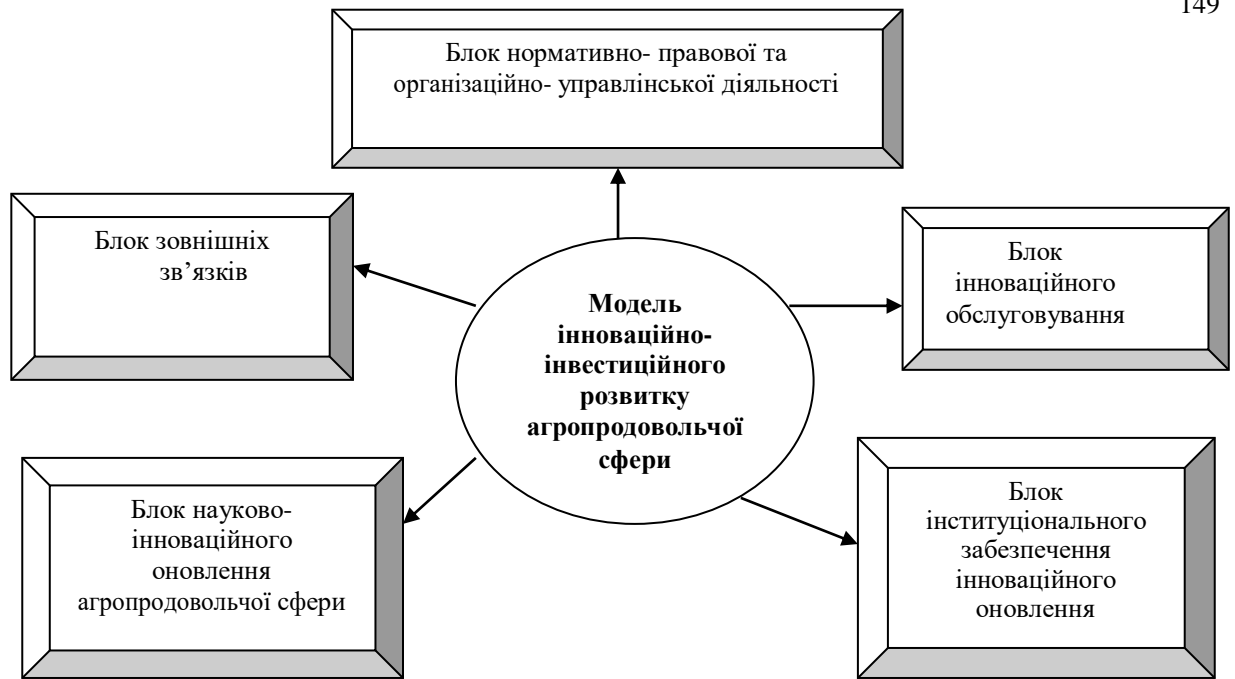 149
Блок нормативно- правової та
організаційно- управлінської діяльності
Блок зовнішніх
зв’язків
Блок
інноваційного
обслуговування
Модель
інноваційно-
інвестиційного
розвитку
агропродовольчої
сфери
Блок науково-
інноваційного
оновлення
агропродовольчої сфери
Блок
інституціонального
забезпечення
інноваційного
оновлення